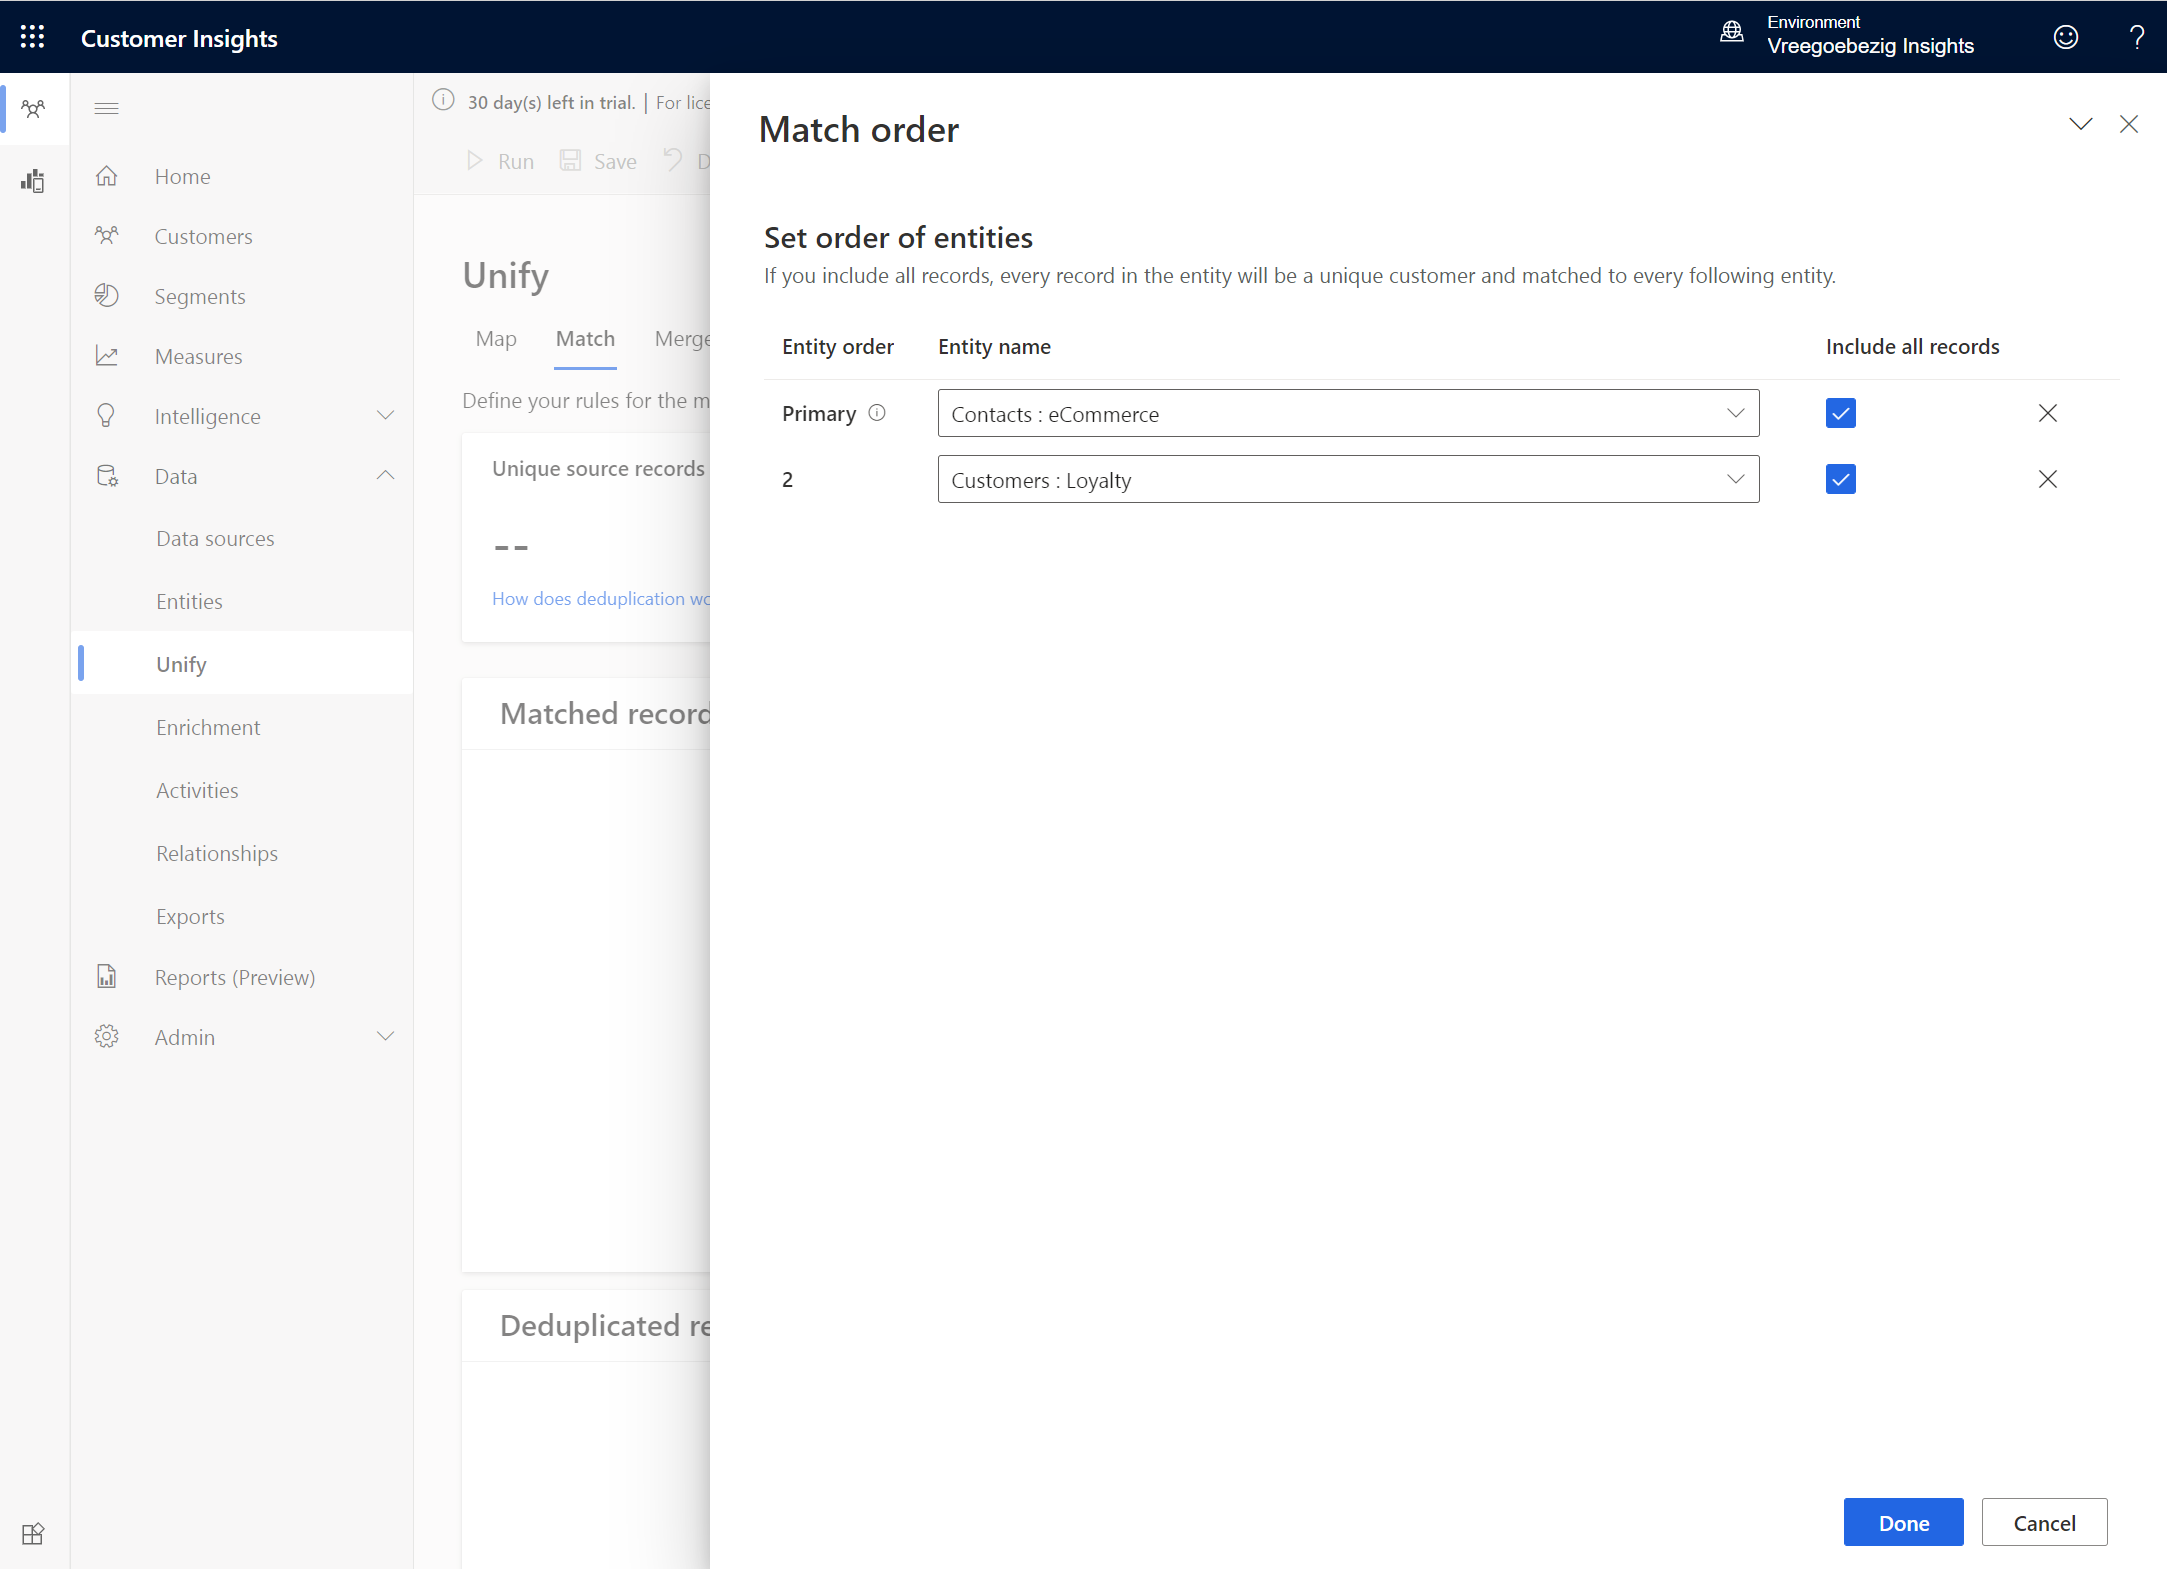 Customer Insights
Environment
Vreegoebezig Insights
?
30 day(s) left in trial. | For lice
Run
Save
D
Home
Customers
Segments
Measures
Intelligence
Data
Data sources
Entities
Unify
Enrichment
Activities
Relationships
Exports
Reports (Preview)
Admin
Unify
Map
Match
Merge
Define your rules for the m
Unique source records
--
How does deduplication wo
Matched record
Deduplicated re
Match order
Set order of entities
If you include all records, every record in the entity will be a unique customer and matched to every following entity.
Entity order
Entity name
Include all records
Primary
Contacts : eCommerce
2
Customers : Loyalty
Done
Cancel